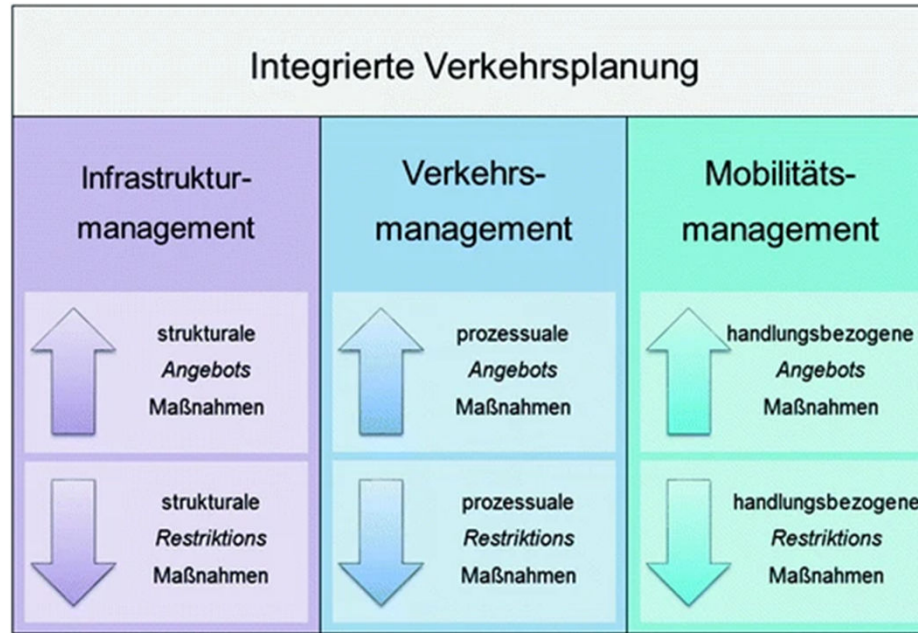 Integrierte Verkehrsplanung
Infrastruktur-
management
Verkehrs-
management
Mobilitäts-
management
strukturale
Angebots
Maßnahmen
prozessuale
Angebots
Maßnahmen
handlungsbezogene
Angebots
Maßnahmen
strukturale
Restriktions
Maßnahmen
prozessuale
Restriktions
Maßnahmen
handlungsbezogene
Restriktions
Maßnahmen